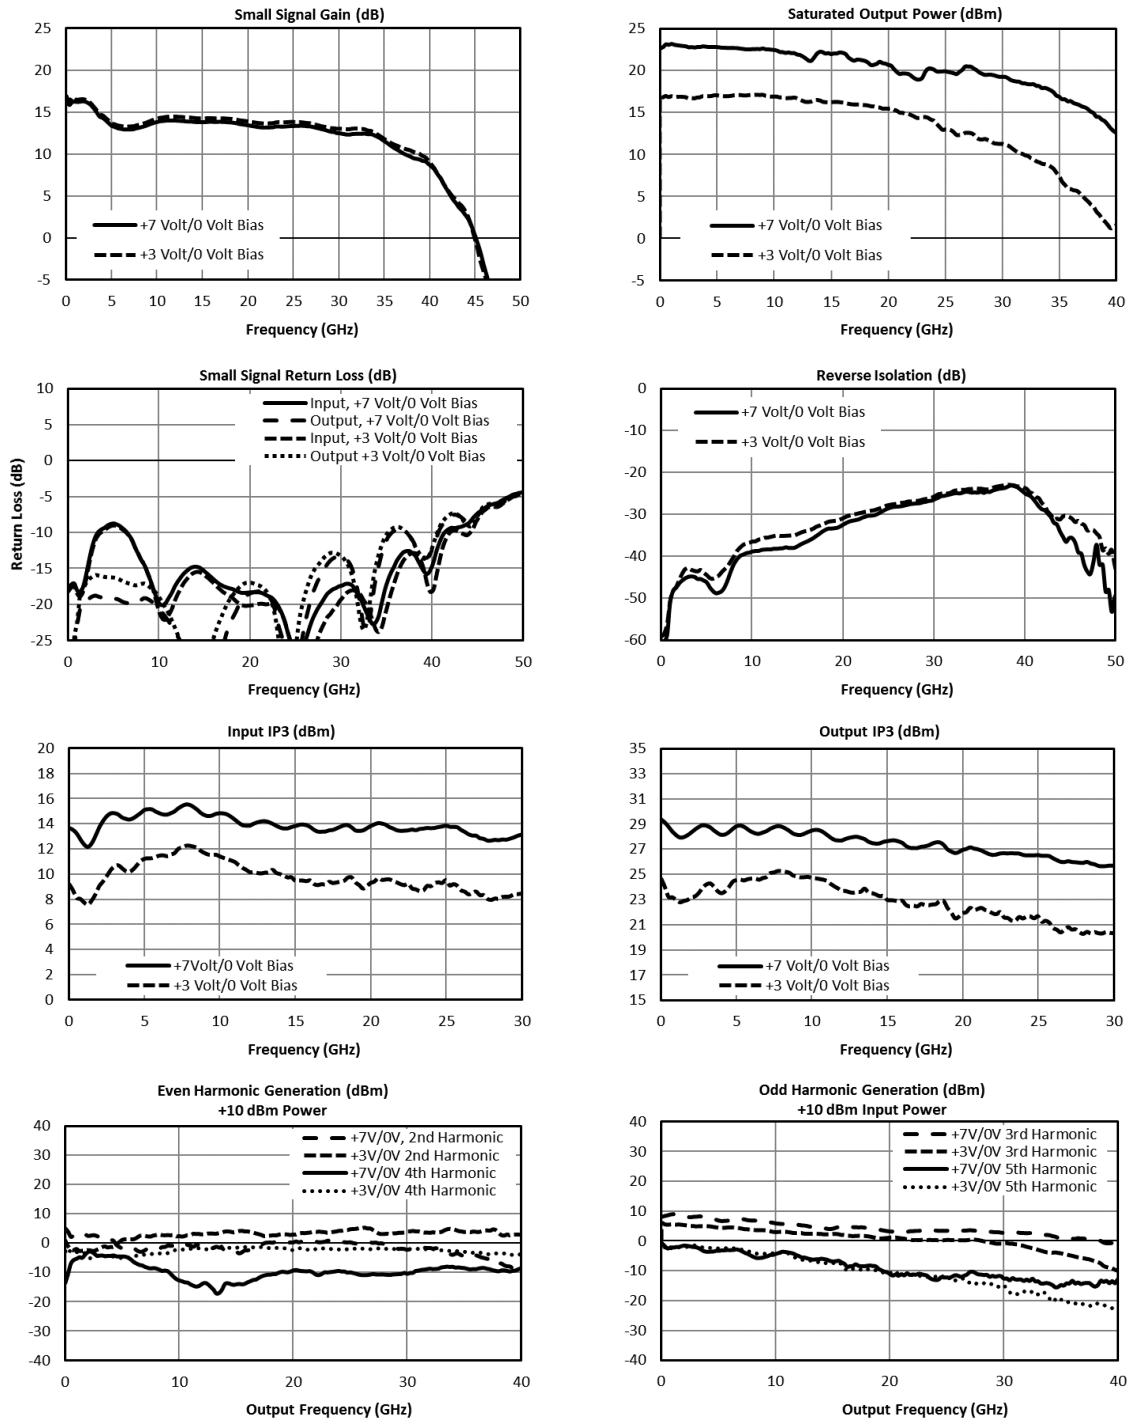 Small Signal Gain (dB)
25
20
15
10
5
0
-5
+7 Volt/0 Volt Bias
+3 Volt/0 Volt Bias
0 5 10 15 20 25 30 35 40 45 50
Frequency (GHz)
Saturated Output Power (dBm)
25
20
15
10
5
0
-5
+7 Volt/0 Volt Bias
+3 Volt/0 Volt Bias
0 5 10 15 20 25 30 35 40
Frequency (GHz)
Small Signal Return Loss (dB)
Return Loss (dB)
10
5
0
-5
-10
-15
-20
-25
Input, +7 Volt/0 Volt Bias
Output, +7 Volt/0 Volt Bias
Input, +3 Volt/0 Volt Bias
Output +3 Volt/0 Volt Bias
0 10 20 30 40 50
Frequency (GHz)
Reverse Isolation (dB)
0
-10
-20
-30
-40
-50
-60
+7 Volt/0 Volt Bias
+3 Volt/0 Volt Bias
0 10 20 30 40 50
Frequency (GHz)
Input IP3 (dBm)
20
18
16
14
12
10
8
6
4
2
0
+7Volt/0 Volt Bias
+3 Volt/0 Volt Bias
0 5 10 15 20 25 30
Frequency (GHz)
Output IP3 (dBm)
35
33
31
29
27
25
23
21
19
17
15
+7 Volt/0 Volt Bias
+3 Volt/0 Volt Bias
0 5 10 15 20 25 30
Frequency (GHz)
Even Harmonic Generation (dBm)
+10 dBm Power
40
30
20
10
0
-10
-20
-30
-40
+7V/0V, 2nd Harmonic
+3V/0V 2nd Harmonic
+7V/0V 4th Harmonic
+3V/0V 4th Harmonic
0 10 20 30 40
Output Frequency (GHz)
Odd Harmonic Generation (dBm)
+10 dBm Input Power
40
30
20
10
0
-10
-20
-30
-40
+7V/0V 3rd Harmonic
+3V/0V 3rd Harmonic
+7V/0V 5th Harmonic
+3V/0V 5th Harmonic
0 10 20 30 40
Output Frequency (GHz)